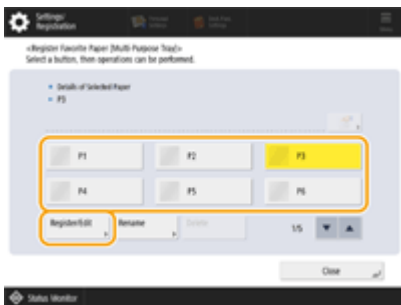 Settings/
Registration
<Register Favorite Paper (Multi-Purpose Tray)>
Select a button, then operations can be performed.
• Details of Selected Paper
• P3
P1 P2 P3
P4 P5 P6
Register/Edit Rename Delete 1/5 ▼ ▲
Close
Status Monitor